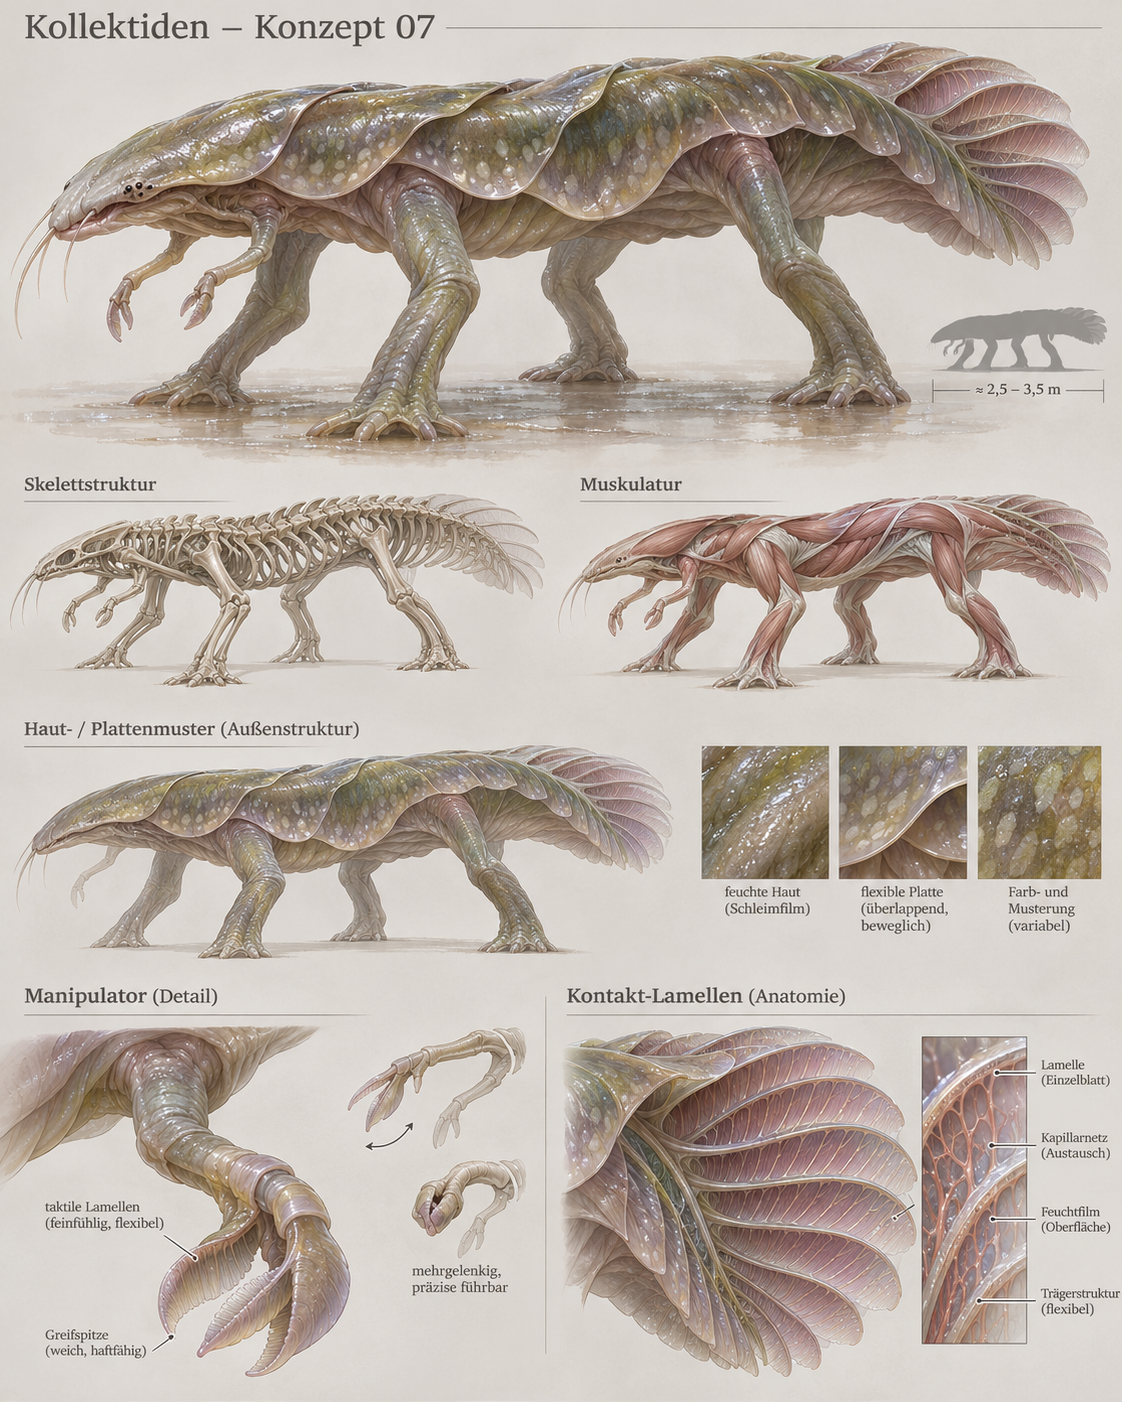 Kollektiden – Konzept 07
≈ 2,5 – 3,5 m
Skelettstruktur
Muskulatur
Haut- / Plattenmuster (Außenstruktur)
feuchte Haut
(Schleimfilm)
flexible Platte
(überlappend,
beweglich)
Farb- und
Musterung
(variabel)
Manipulator (Detail)
taktile Lamellen
(feinfühlig, flexibel)
Greifspitze
(weich, haftfähig)
mehrgelenkig,
präzise führbar
Kontakt-Lamellen (Anatomie)
Lamelle
(Einzelblatt)
Kapillarnetz
(Austausch)
Feuchtfilm
(Oberfläche)
Trägerstruktur
(flexibel)